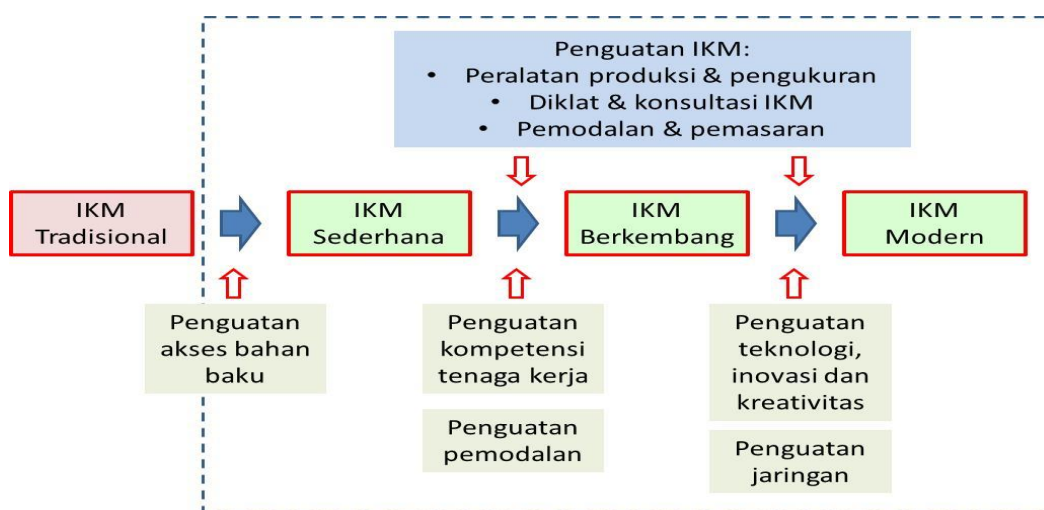 Penguatan IKM:
• Peralatan produksi & pengukuran
• Diklat & konsultasi IKM
• Pemodalan & pemasaran
IKM
Tradisional
IKM
Sederhana
IKM
Berkembang
IKM
Modern
Penguatan
akses bahan
baku
Penguatan
kompetensi
tenaga kerja
Penguatan
pemodalan
Penguatan
teknologi,
inovasi dan
kreativitas
Penguatan
jaringan